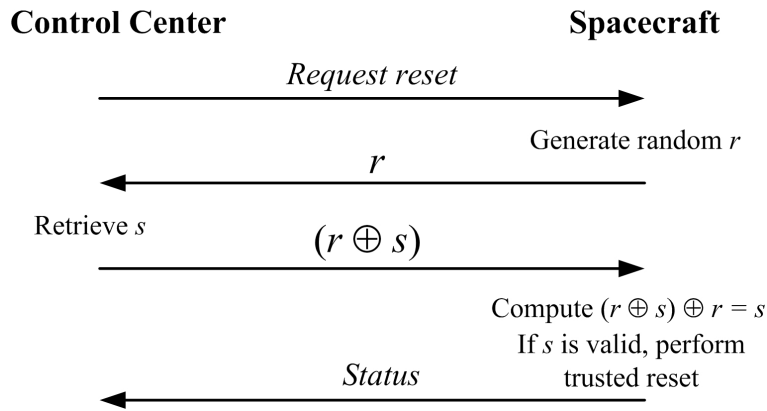 Control Center
Spacecraft
Request reset
Generate random r
r
Retrieve s
(r ⊕ s)
Compute (r ⊕ s) ⊕ r = s
If s is valid, perform
trusted reset
Status